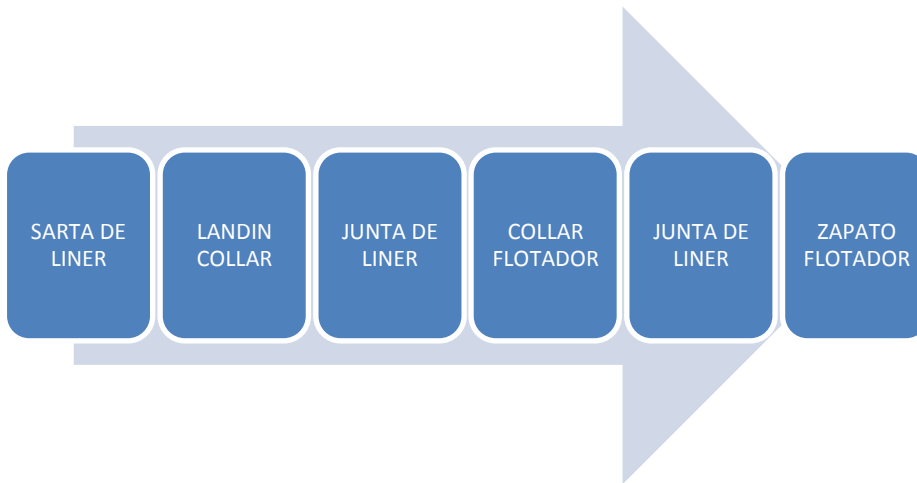 SARTA DE
LINER
LANDIN
COLLAR
JUNTA DE
LINER
COLLAR
FLOTADOR
JUNTA DE
LINER
ZAPATO
FLOTADOR